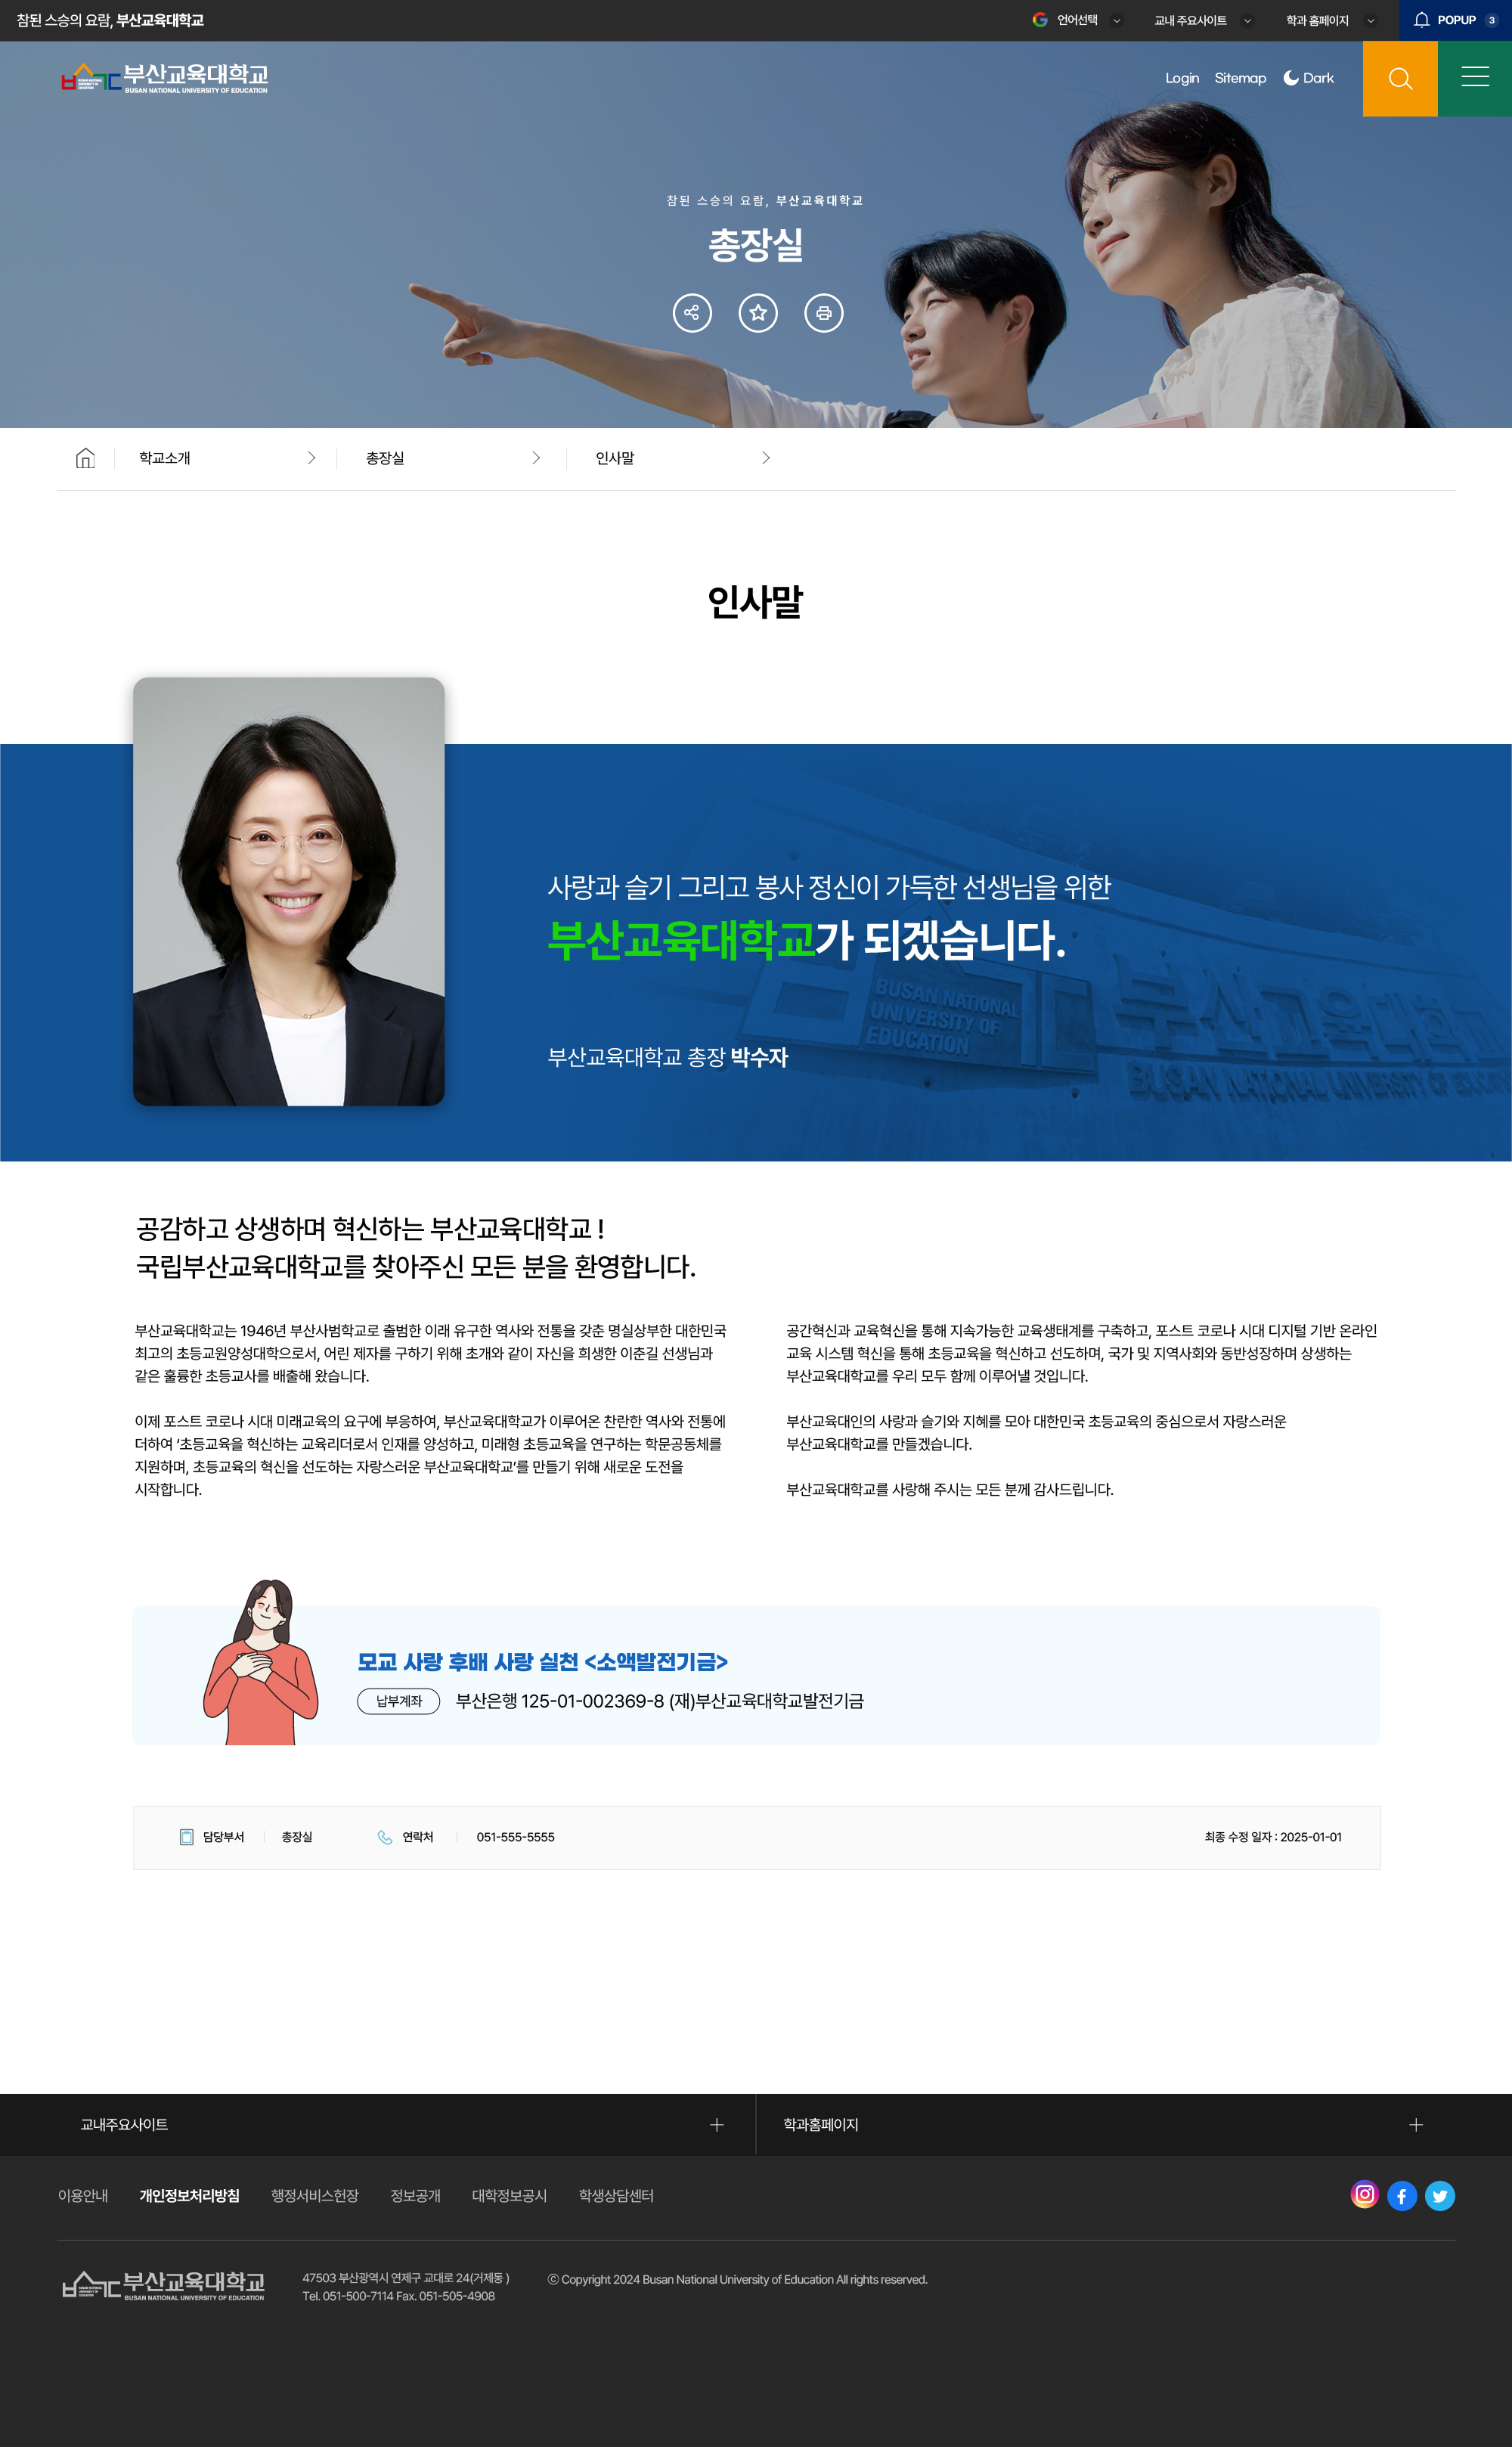 참된 스승의 요람, 부산교육대학교
언어선택
교내 주요사이트
학과 홈페이지
POPUP 3
부산교육대학교
BUSAN NATIONAL UNIVERSITY OF EDUCATION
Login Sitemap Dark
참된 스승의 요람, 부산교육대학교
총장실
학교소개
총장실
인사말
인사말
사랑과 슬기 그리고 봉사 정신이 가득한 선생님을 위한
부산교육대학교가 되겠습니다.
부산교육대학교 총장 박수자
BUSAN NATIONAL
UNIVERSITY OF
EDUCATION
부산교육대학교
BUSAN NATIONAL UNIVERSITY OF EDUCATION
공감하고 상생하며 혁신하는 부산교육대학교 !
국립부산교육대학교를 찾아주신 모든 분을 환영합니다.
부산교육대학교는 1946년 부산사범학교로 출범한 이래 유구한 역사와 전통을 갖춘 명실상부한 대한민국
최고의 초등교원양성대학으로서, 어린 제자를 구하기 위해 초개와 같이 자신을 희생한 이춘길 선생님과
같은 훌륭한 초등교사를 배출해 왔습니다.
이제 포스트 코로나 시대 미래교육의 요구에 부응하여, 부산교육대학교가 이루어온 찬란한 역사와 전통에
더하여 ‘초등교육을 혁신하는 교육리더로서 인재를 양성하고, 미래형 초등교육을 연구하는 학문공동체를
지원하며, 초등교육의 혁신을 선도하는 자랑스러운 부산교육대학교’를 만들기 위해 새로운 도전을
시작합니다.
공간혁신과 교육혁신을 통해 지속가능한 교육생태계를 구축하고, 포스트 코로나 시대 디지털 기반 온라인
교육 시스템 혁신을 통해 초등교육을 혁신하고 선도하며, 국가 및 지역사회와 동반성장하며 상생하는
부산교육대학교를 우리 모두 함께 이루어낼 것입니다.
부산교육대인의 사랑과 슬기와 지혜를 모아 대한민국 초등교육의 중심으로서 자랑스러운
부산교육대학교를 만들겠습니다.
부산교육대학교를 사랑해 주시는 모든 분께 감사드립니다.
모교 사랑 후배 사랑 실천 <소액발전기금>
납부계좌 부산은행 125-01-002369-8 (재)부산교육대학교발전기금
담당부서 총장실 연락처 051-555-5555 최종 수정 일자 : 2025-01-01
교내주요사이트
학과홈페이지
이용안내 개인정보처리방침 행정서비스헌장 정보공개 대학정보공시 학생상담센터
부산교육대학교
BUSAN NATIONAL UNIVERSITY OF EDUCATION
47503 부산광역시 연제구 교대로 24(거제동 )
Tel. 051-500-7114 Fax. 051-505-4908
ⓒ Copyright 2024 Busan National University of Education All rights reserved.